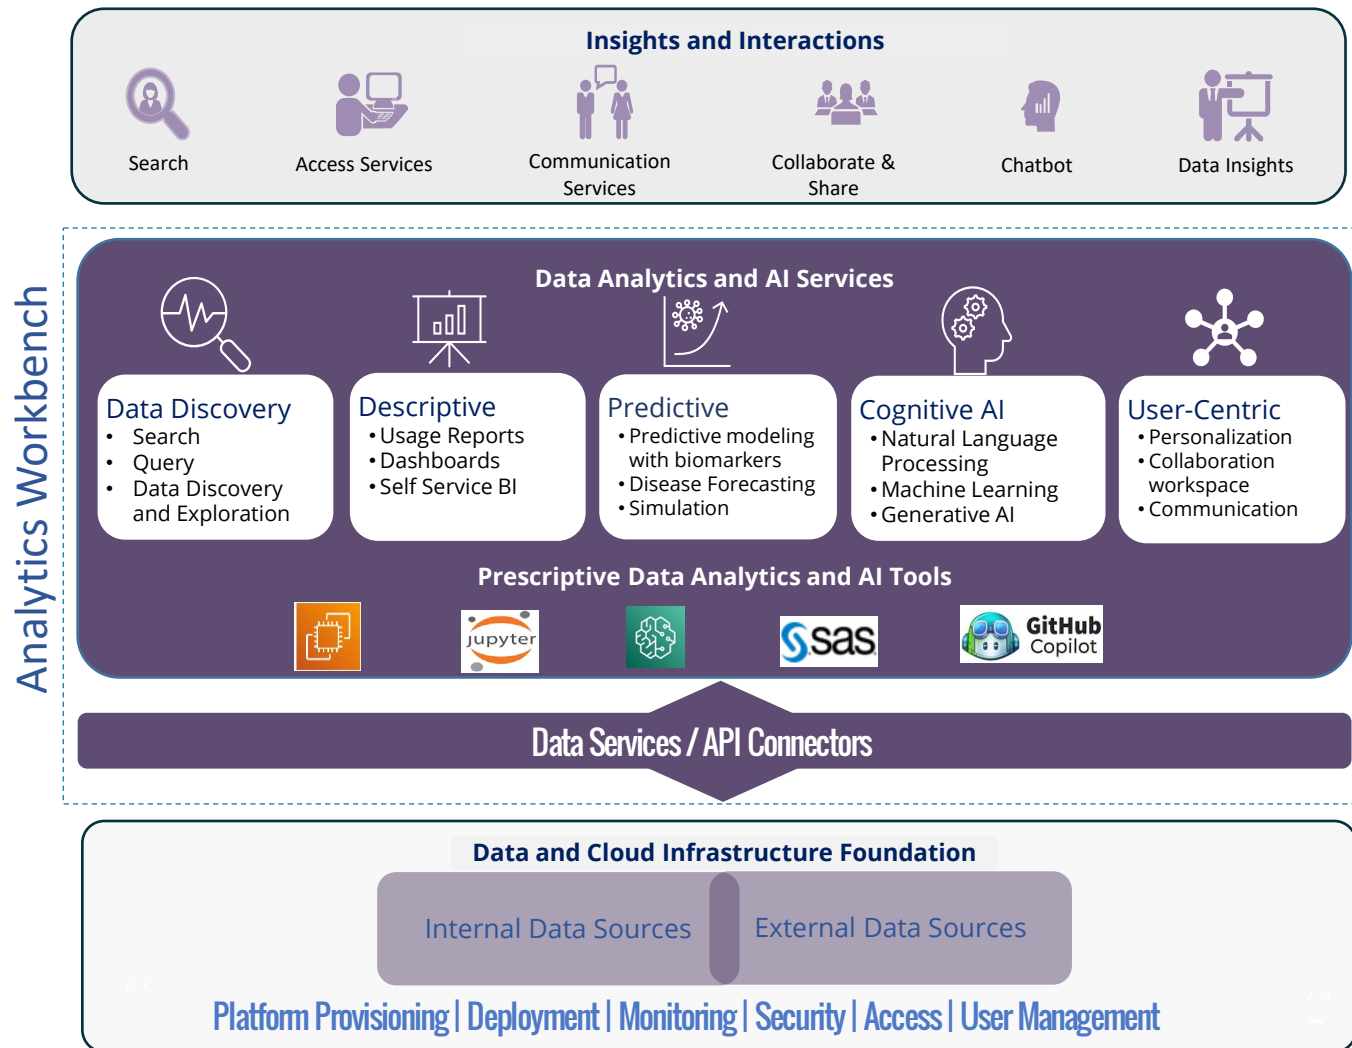 Insights and Interactions
Search
Access Services
Communication
Services
Collaborate &
Share
Chatbot
Data Insights
Analytics Workbench
Data Analytics and AI Services
Data Discovery
• Search
• Query
• Data Discovery
and Exploration
Descriptive
• Usage Reports
• Dashboards
• Self Service BI
Predictive
• Predictive modeling
with biomarkers
• Disease Forecasting
• Simulation
Cognitive AI
• Natural Language
Processing
• Machine Learning
• Generative AI
User-Centric
• Personalization
• Collaboration
workspace
• Communication
Prescriptive Data Analytics and AI Tools
jupyter
sas
GitHub
Copilot
Data Services / API Connectors
Data and Cloud Infrastructure Foundation
Internal Data Sources
External Data Sources
Platform Provisioning | Deployment | Monitoring | Security | Access | User Management